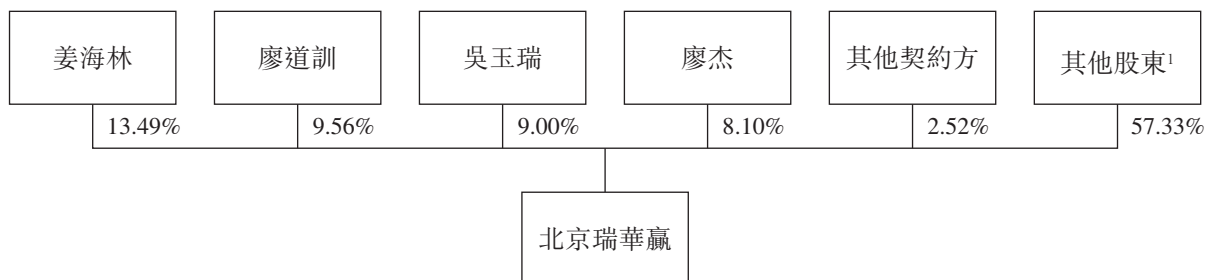 姜海林
廖道訓
吳玉瑞
廖杰
其他契約方
其他股東¹
13.49%
9.56%
9.00%
8.10%
2.52%
57.33%
北京瑞華贏